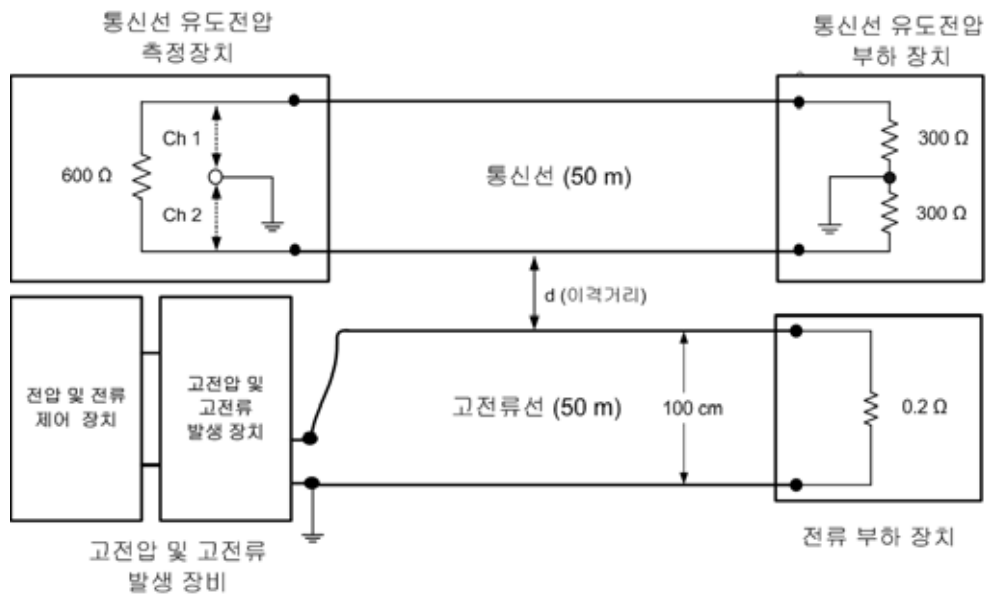 통신선 유도전압
측정장치
통신선 유도전압
부하 장치
Ch 1
600 Ω
Ch 2
통신선 (50 m)
300 Ω
300 Ω
d (이격거리)
전압 및 전류
제어 장치
고전압 및
고전류
발생 장치
고전류선 (50 m)
100 cm
0.2 Ω
고전압 및 고전류
발생 장비
전류 부하 장치